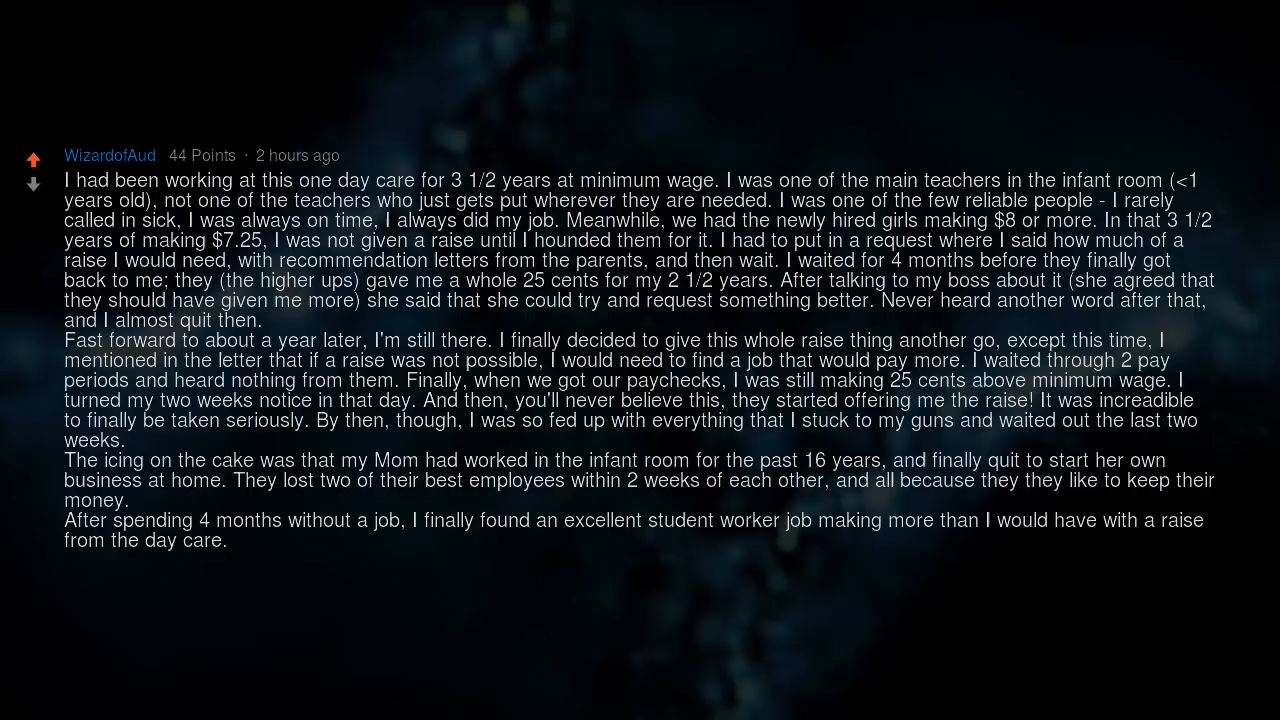 WizardofAud 44 Points · 2 hours ago
I had been working at this one day care for 3 1/2 years at minimum wage. I was one of the main teachers in the infant room (<1
years old), not one of the teachers who just gets put wherever they are needed. I was one of the few reliable people - I rarely
called in sick, I was always on time, I always did my job. Meanwhile, we had the newly hired girls making $8 or more. In that 3 1/2
years of making $7.25, I was not given a raise until I hounded them for it. I had to put in a request where I said how much of a
raise I would need, with recommendation letters from the parents, and then wait. I waited for 4 months before they finally got
back to me; they (the higher ups) gave me a whole 25 cents for my 2 1/2 years. After talking to my boss about it (she agreed that
they should have given me more) she said that she could try and request something better. Never heard another word after that,
and I almost quit then.
Fast forward to about a year later, I'm still there. I finally decided to give this whole raise thing another go, except this time, I
mentioned in the letter that if a raise was not possible, I would need to find a job that would pay more. I waited through 2 pay
periods and heard nothing from them. Finally, when we got our paychecks, I was still making 25 cents above minimum wage. I
turned my two weeks notice in that day. And then, you'll never believe this, they started offering me the raise! It was increadible
to finally be taken seriously. By then, though, I was so fed up with everything that I stuck to my guns and waited out the last two
weeks.
The icing on the cake was that my Mom had worked in the infant room for the past 16 years, and finally quit to start her own
business at home. They lost two of their best employees within 2 weeks of each other, and all because they they like to keep their
money.
After spending 4 months without a job, I finally found an excellent student worker job making more than I would have with a raise
from the day care.